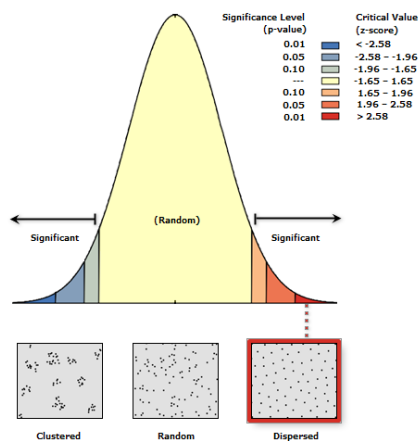 Significance Level Critical Value
(p-value) (z-score)
0.01 < -2.58
0.05 -2.58 – -1.96
0.10 -1.96 – -1.65
--- -1.65 – 1.65
0.10 1.65 – 1.96
0.05 1.96 – 2.58
0.01 > 2.58
(Random)
Significant Significant
Clustered Random Dispersed